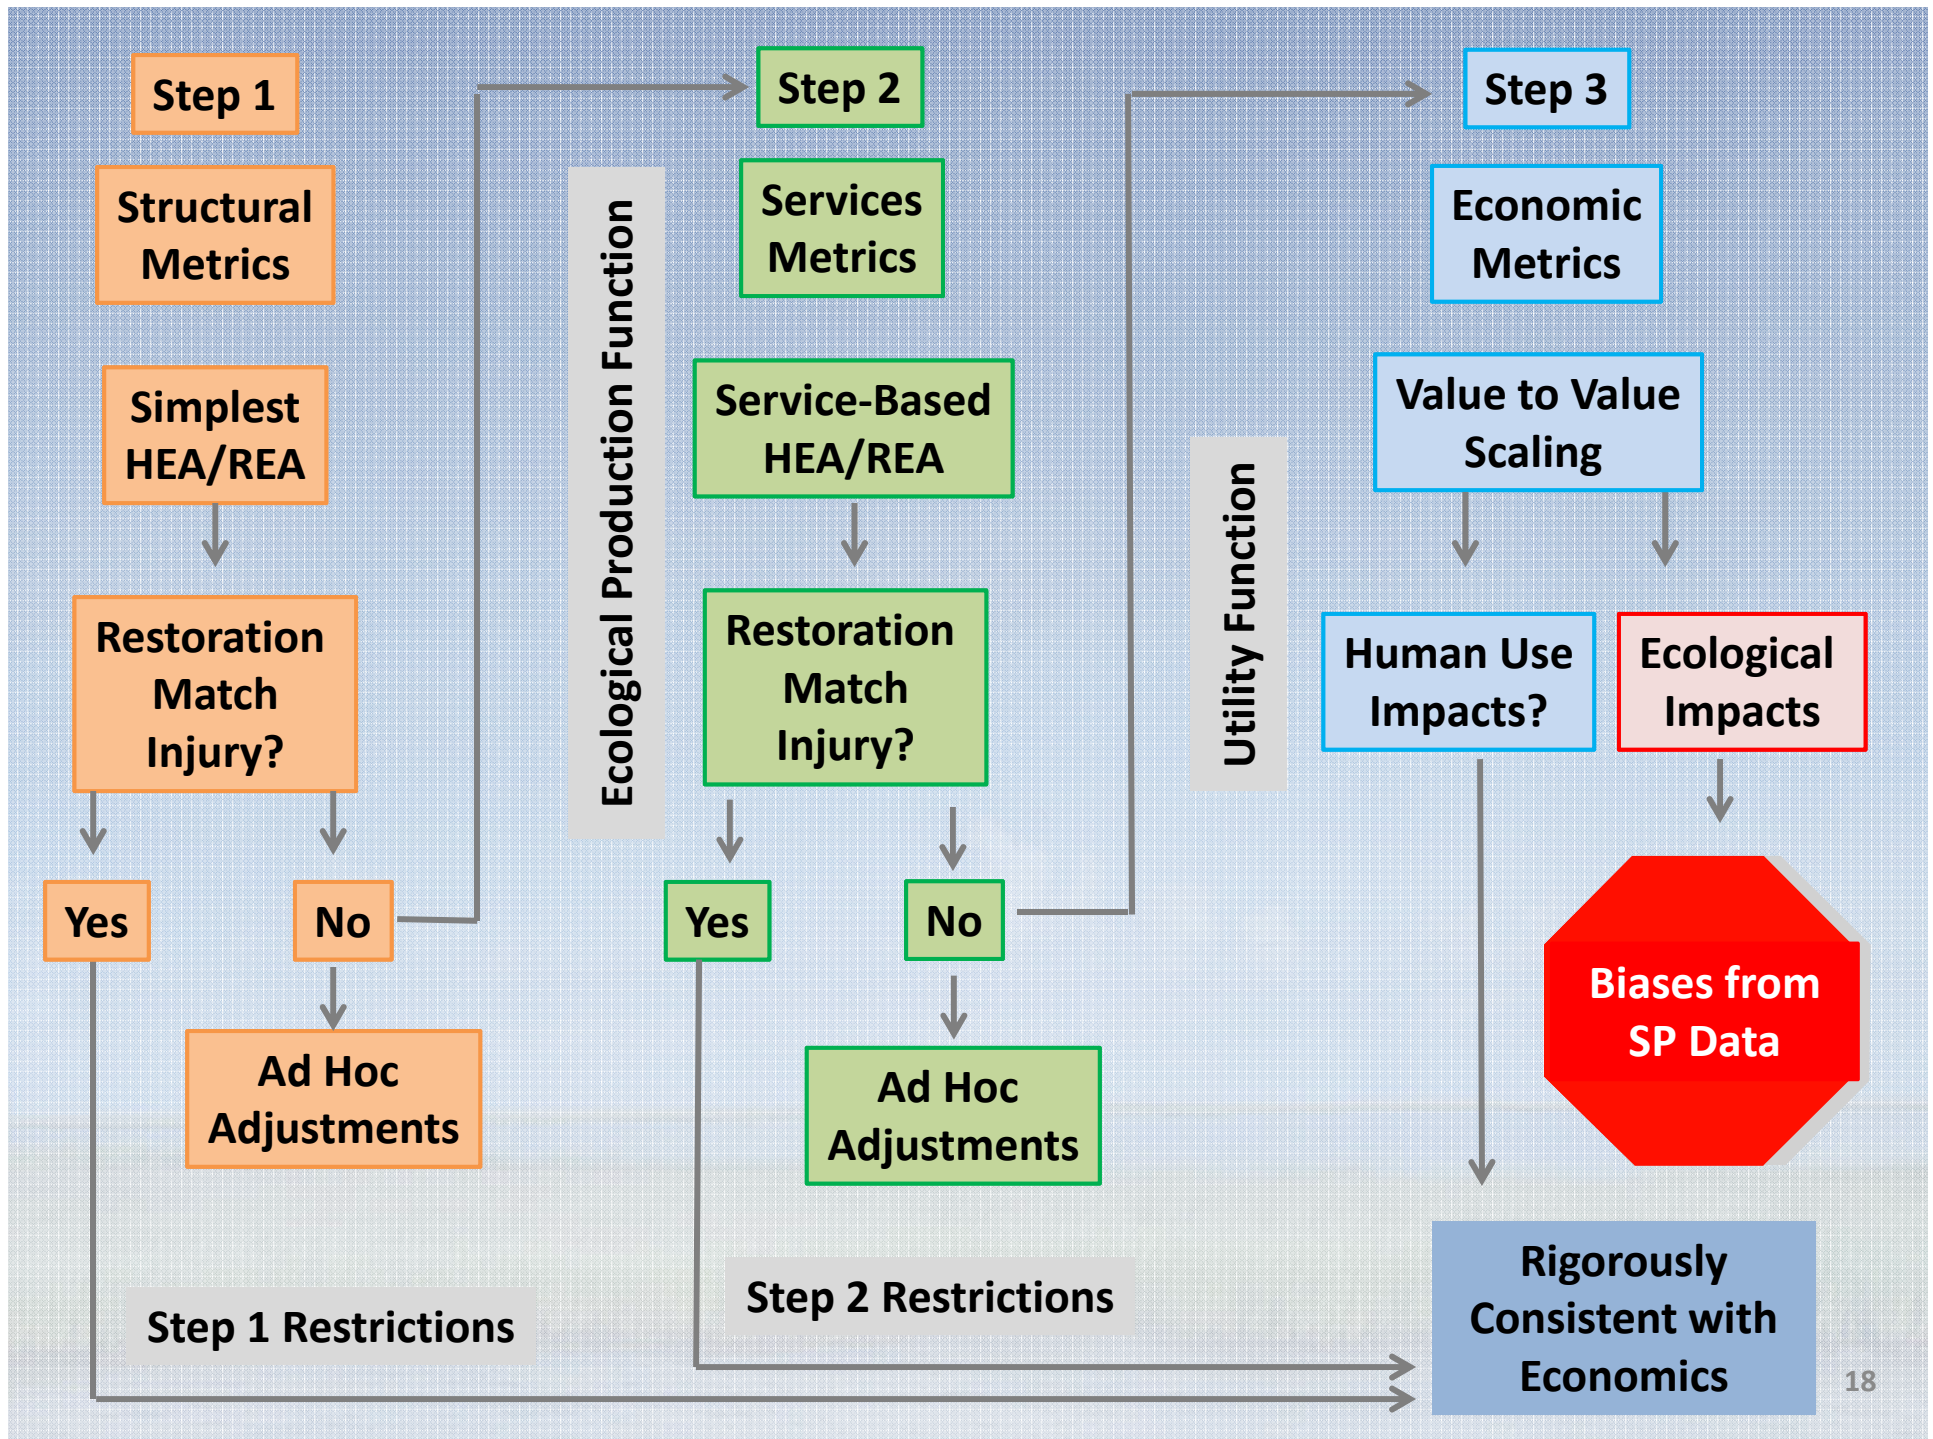 Step 1
Structural
Metrics
Simplest
HEA/REA
Restoration
Match
Injury?
Yes
No
Ad Hoc
Adjustments
Step 1 Restrictions
Ecological Production Function
Step 2
Services
Metrics
Service-Based
HEA/REA
Restoration
Match
Injury?
Yes
No
Ad Hoc
Adjustments
Step 2 Restrictions
Utility Function
Step 3
Economic
Metrics
Value to Value
Scaling
Human Use
Impacts?
Ecological
Impacts
Biases from
SP Data
Rigorously
Consistent with
Economics
18